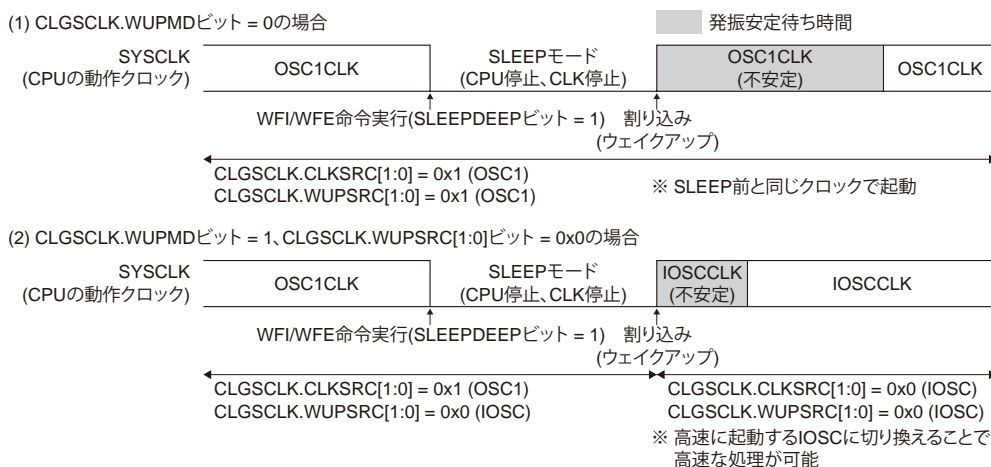 (1) CLGSCLK.WUPMDビット = 0の場合
発振安定待ち時間
SYSCLK
(CPUの動作クロック)
OSC1CLK
SLEEPモード
(CPU停止、CLK停止)
OSC1CLK
(不安定)
OSC1CLK
WFI/WFE命令実行(SLEEPDEEPビット = 1)
割り込み
(ウェイクアップ)
CLGSCLK.CLKSRC[1:0] = 0x1 (OSC1)
CLGSCLK.WUPSRC[1:0] = 0x1 (OSC1)
※ SLEEP前と同じクロックで起動
(2) CLGSCLK.WUPMDビット = 1、CLGSCLK.WUPSRC[1:0]ビット = 0x0の場合
SYSCLK
(CPUの動作クロック)
OSC1CLK
SLEEPモード
(CPU停止、CLK停止)
IOSCCLK
(不安定)
IOSCCLK
WFI/WFE命令実行(SLEEPDEEPビット = 1)
割り込み
(ウェイクアップ)
CLGSCLK.CLKSRC[1:0] = 0x1 (OSC1)
CLGSCLK.WUPSRC[1:0] = 0x0 (IOSC)
CLGSCLK.CLKSRC[1:0] = 0x0 (IOSC)
CLGSCLK.WUPSRC[1:0] = 0x0 (IOSC)
※ 高速に起動するIOSCに切り換えることで
高速な処理が可能